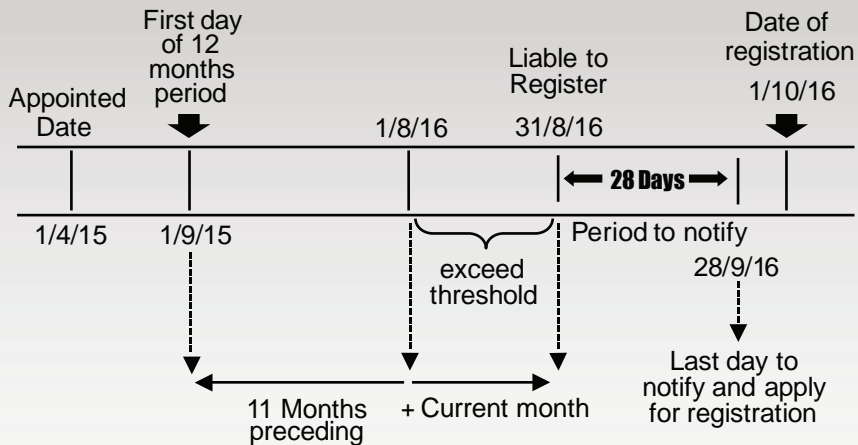 First day
of 12
months
period
Date of
registration
1/10/16
Liable to
Register
31/8/16
Appointed
Date
1/8/16
28 Days
1/4/15
1/9/15
exceed
threshold
Period to notify
28/9/16
11 Months
preceding
+ Current month
Last day to
notify and apply
for registration